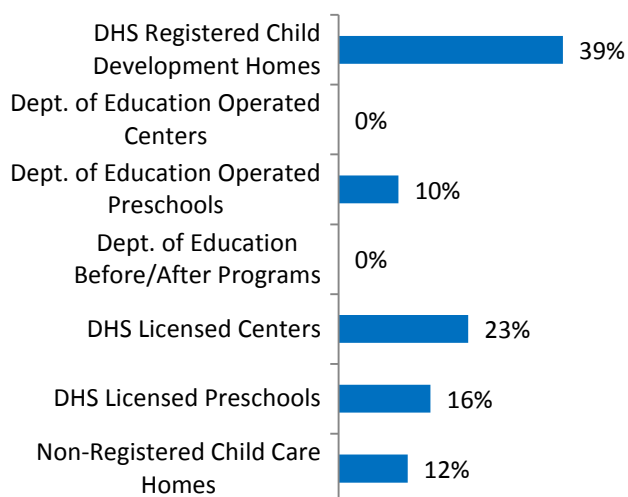 DHS Registered Child
Development Homes
39%
Dept. of Education Operated
Centers
0%
Dept. of Education Operated
Preschools
10%
Dept. of Education
Before/After Programs
0%
DHS Licensed Centers
23%
DHS Licensed Preschools
16%
Non-Registered Child Care
Homes
12%